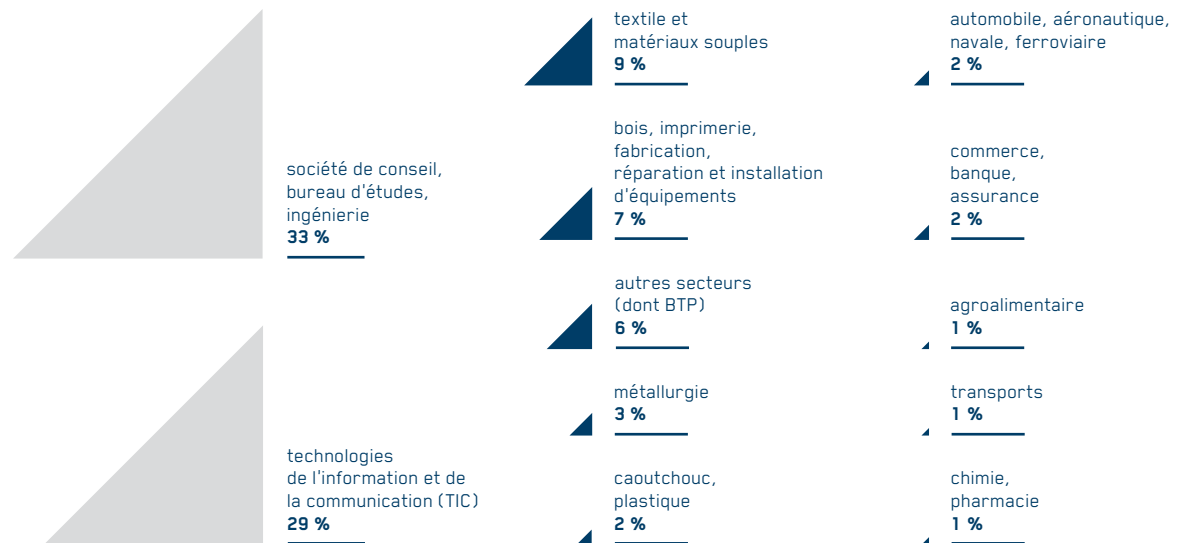 société de conseil,
bureau d'études,
ingénierie
33 %
technologies
de l'information et de
la communication (TIC)
29 %
textile et
matériaux souples
9 %
bois, imprimerie,
fabrication,
réparation et installation
d'équipements
7 %
autres secteurs
(dont BTP)
6 %
métallurgie
3 %
caoutchouc,
plastique
2 %
automobile, aéronautique,
navale, ferroviaire
2 %
commerce,
banque,
assurance
2 %
agroalimentaire
1 %
transports
1 %
chimie,
pharmacie
1 %